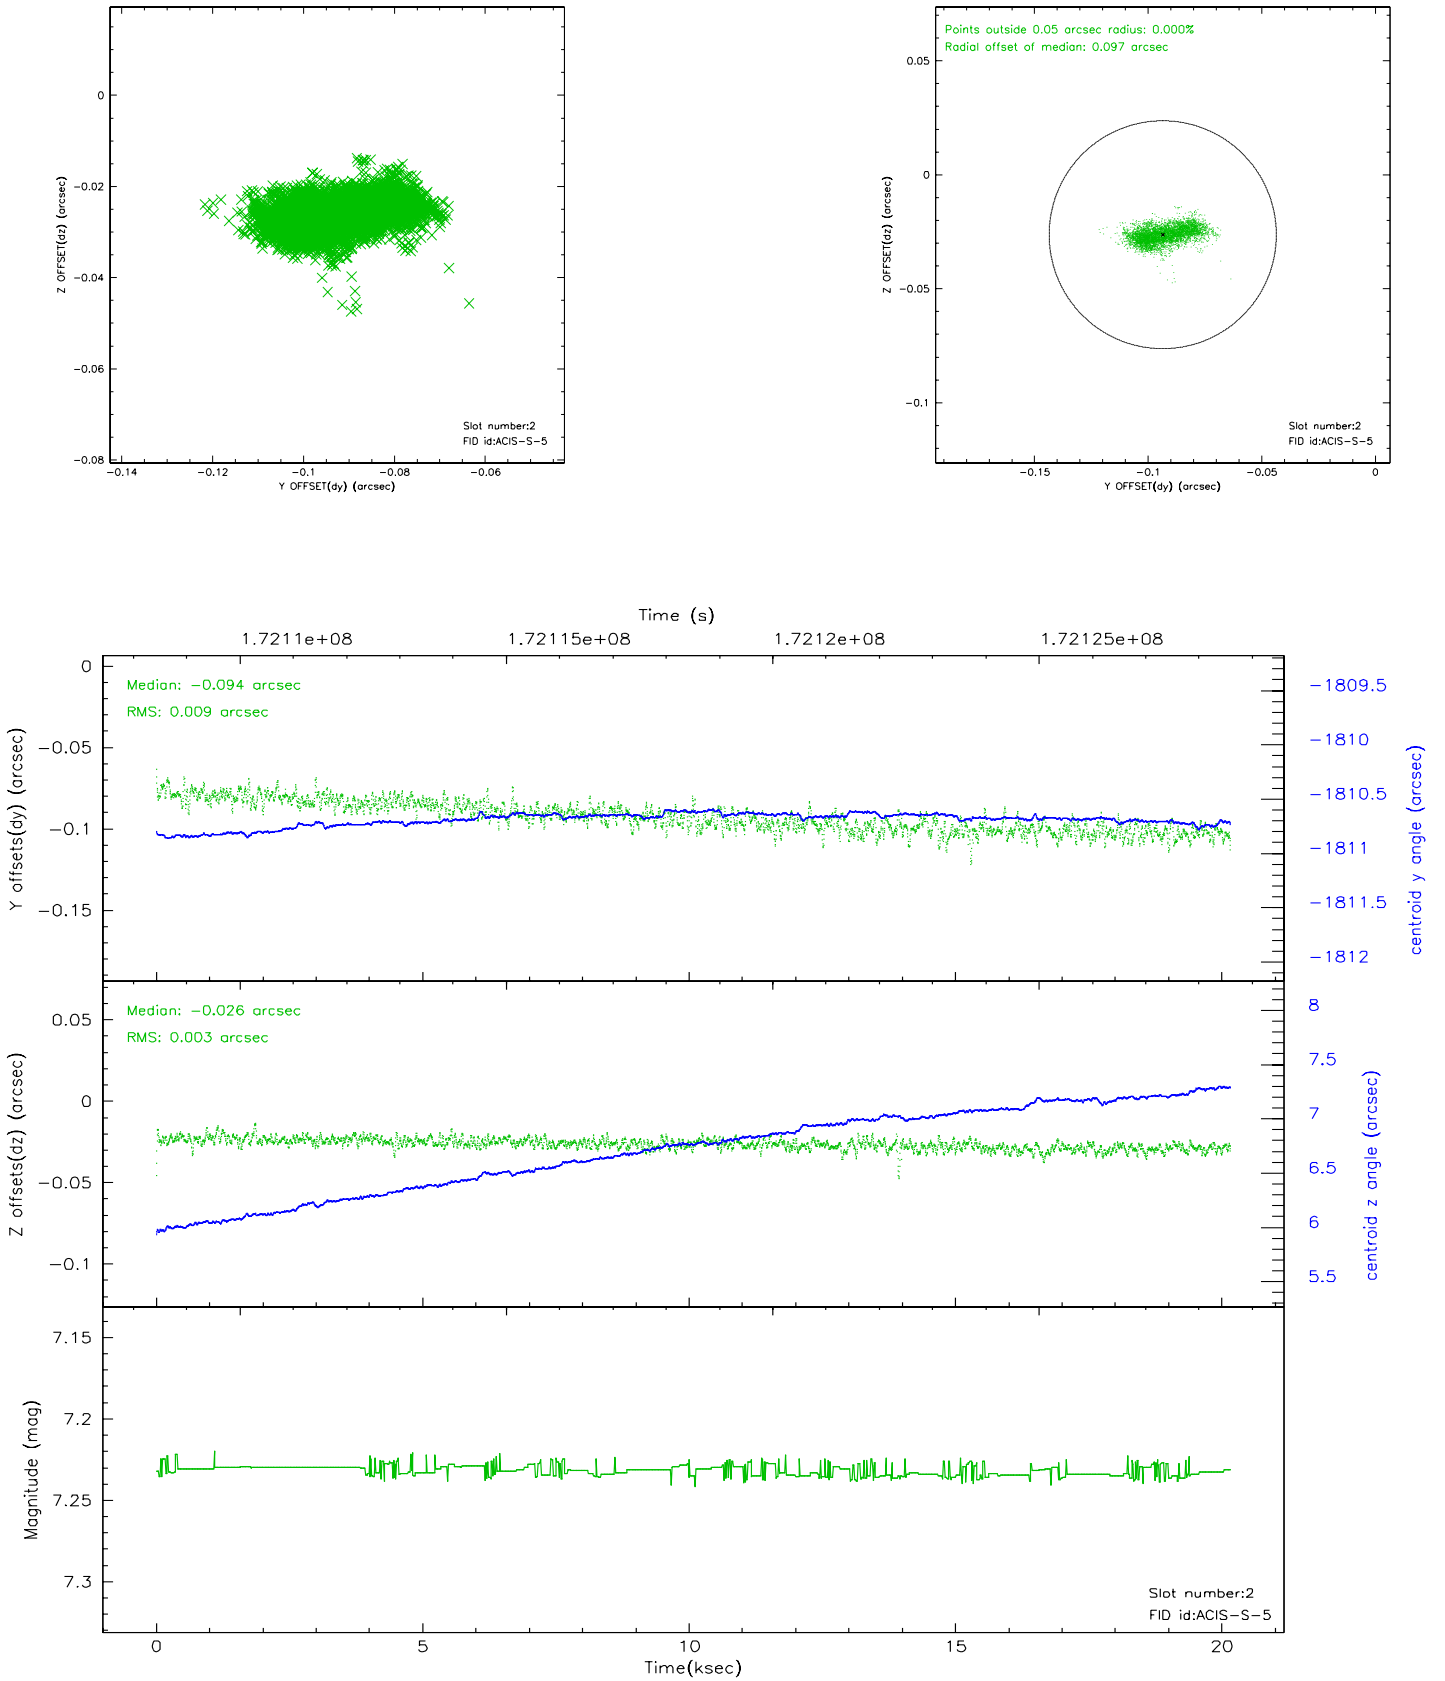 0
−0.02
−0.04
−0.06
−0.08
Z OFFSET(dz) (arcsec)
−0.14 −0.12 −0.1 −0.08 −0.06
Y OFFSET(dy) (arcsec)
Slot number:2
FID id:ACIS−S−5
Points outside 0.05 arcsec radius: 0.000%
Radial offset of median: 0.097 arcsec
0.05
0
−0.05
−0.1
Z OFFSET(dz) (arcsec)
−0.15 −0.1 −0.05 0
Y OFFSET(dy) (arcsec)
Slot number:2
FID id:ACIS−S−5
Time (s)
1.7211e+08 1.72115e+08 1.7212e+08 1.72125e+08
Median: −0.094 arcsec
RMS: 0.009 arcsec
0
−0.05
−0.1
−0.15
Y offsets(dy) (arcsec)
−1809.5
−1810
−1810.5
−1811
−1811.5
−1812
centroid y angle (arcsec)
Median: −0.026 arcsec
RMS: 0.003 arcsec
0.05
0
−0.05
−0.1
Z offsets(dz) (arcsec)
8
7.5
7
6.5
6
5.5
centroid z angle (arcsec)
7.15
7.2
7.25
7.3
Magnitude (mag)
Slot number:2
FID id:ACIS−S−5
0 5 10 15 20
Time(ksec)